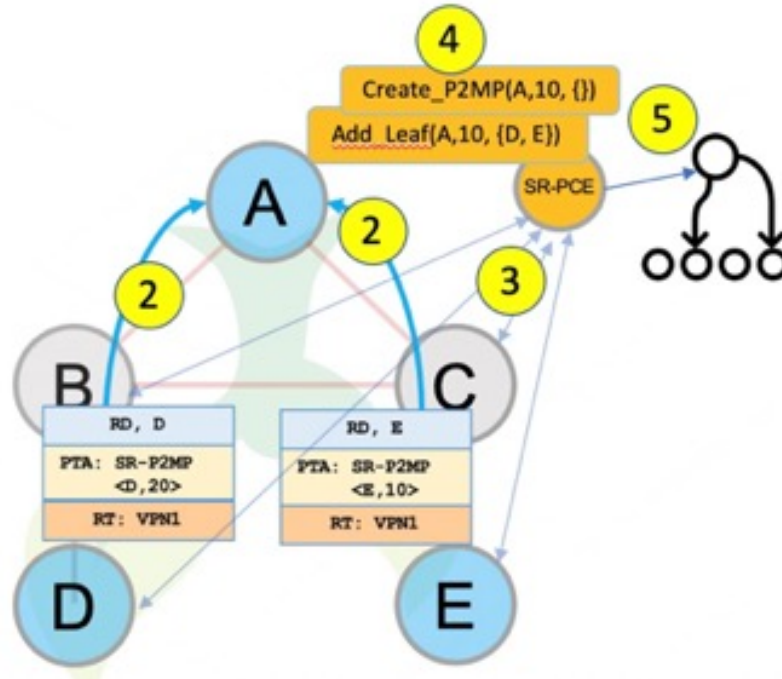 4
Create_P2MP(A,10, {})
Add_Leaf(A,10, {D, E})
5
SR-PCE
A
2
2
3
B
C
RD, D
PTA: SR-P2MP
<D,20>
RT: VPN1
RD, E
PTA: SR-P2MP
<E,10>
RT: VPN1
D
E